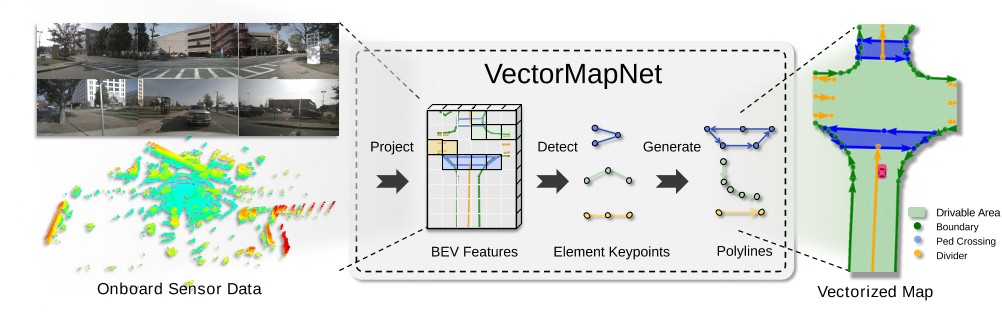 VectorMapNet
Project
Detect
Generate
BEV Features
Element Keypoints
Polylines
Onboard Sensor Data
Drivable Area
Boundary
Ped Crossing
Divider
Vectorized Map